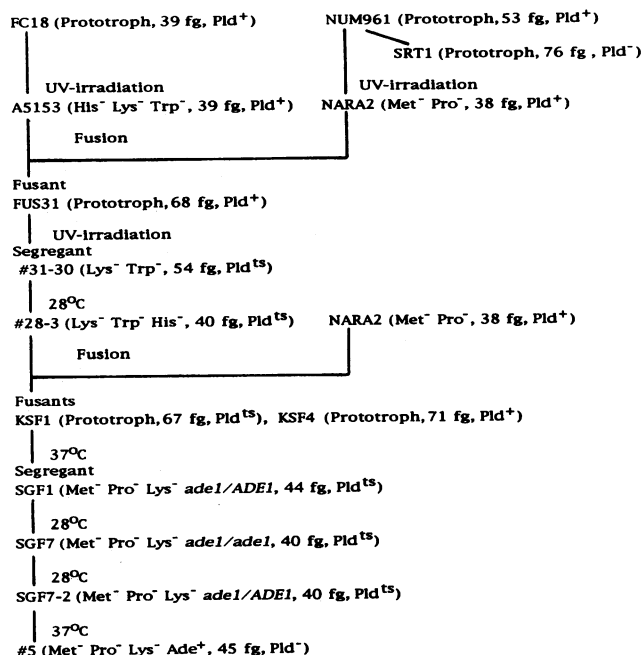 FC18 (Prototroph, 39 fg, Pld⁺) NUM961 (Prototroph, 53 fg, Pld⁺)
SRT1 (Prototroph, 76 fg , Pld⁻)
UV-irradiation UV-irradiation
A5153 (His⁻ Lys⁻ Trp⁻, 39 fg, Pld⁺) NARA2 (Met⁻ Pro⁻, 38 fg, Pld⁺)
Fusion
Fusant
FUS31 (Prototroph, 68 fg, Pld⁺)
UV-irradiation
Segregant
#31-30 (Lys⁻ Trp⁻, 54 fg, Pldᵗˢ)
28⁰C
#28-3 (Lys⁻ Trp⁻ His⁻, 40 fg, Pldᵗˢ) NARA2 (Met⁻ Pro⁻, 38 fg, Pld⁺)
Fusion
Fusants
KSF1 (Prototroph, 67 fg, Pldᵗˢ), KSF4 (Prototroph, 71 fg, Pld⁺)
37⁰C
Segregant
SGF1 (Met⁻ Pro⁻ Lys⁻ ade1/ADE1, 44 fg, Pldᵗˢ)
28⁰C
SGF7 (Met⁻ Pro⁻ Lys⁻ ade1/ade1, 40 fg, Pldᵗˢ)
28⁰C
SGF7-2 (Met⁻ Pro⁻ Lys⁻ ade1/ADE1, 40 fg, Pldᵗˢ)
37⁰C
#5 (Met⁻ Pro⁻ Lys⁻ Ade⁺, 45 fg, Pld⁻)